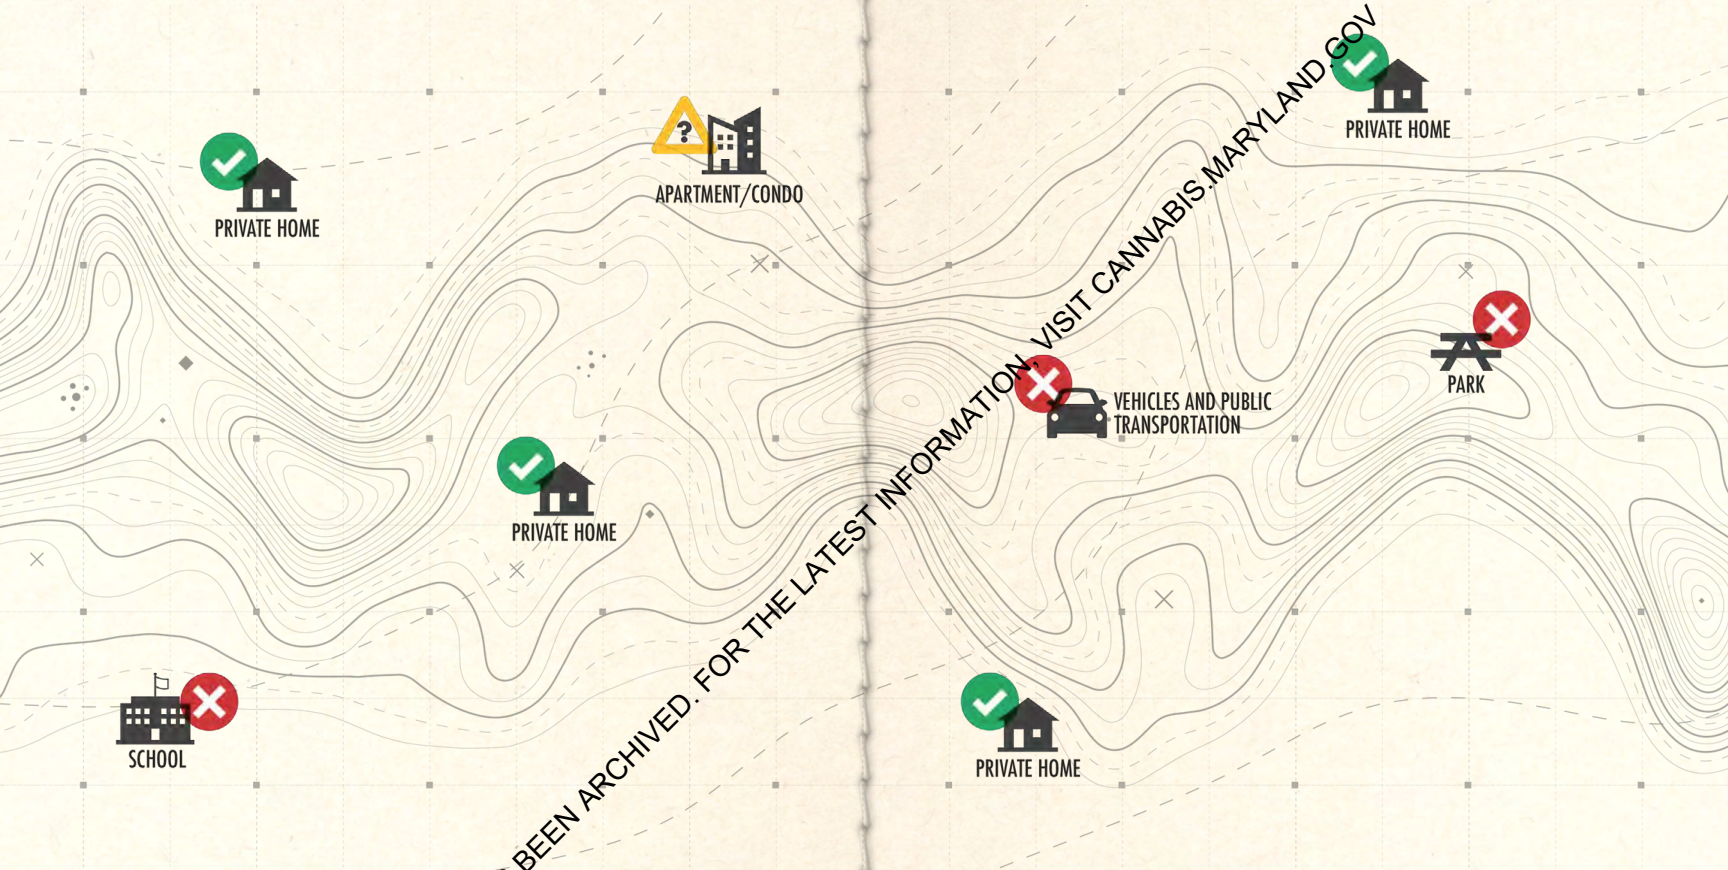 PRIVATE HOME
APARTMENT/CONDO
?
PRIVATE HOME
PARK
VEHICLES AND PUBLIC
TRANSPORTATION
PRIVATE HOME
SCHOOL
PRIVATE HOME
BEEN ARCHIVED. FOR THE LATEST INFORMATION, VISIT CANNABIS.MARYLAND.GOV